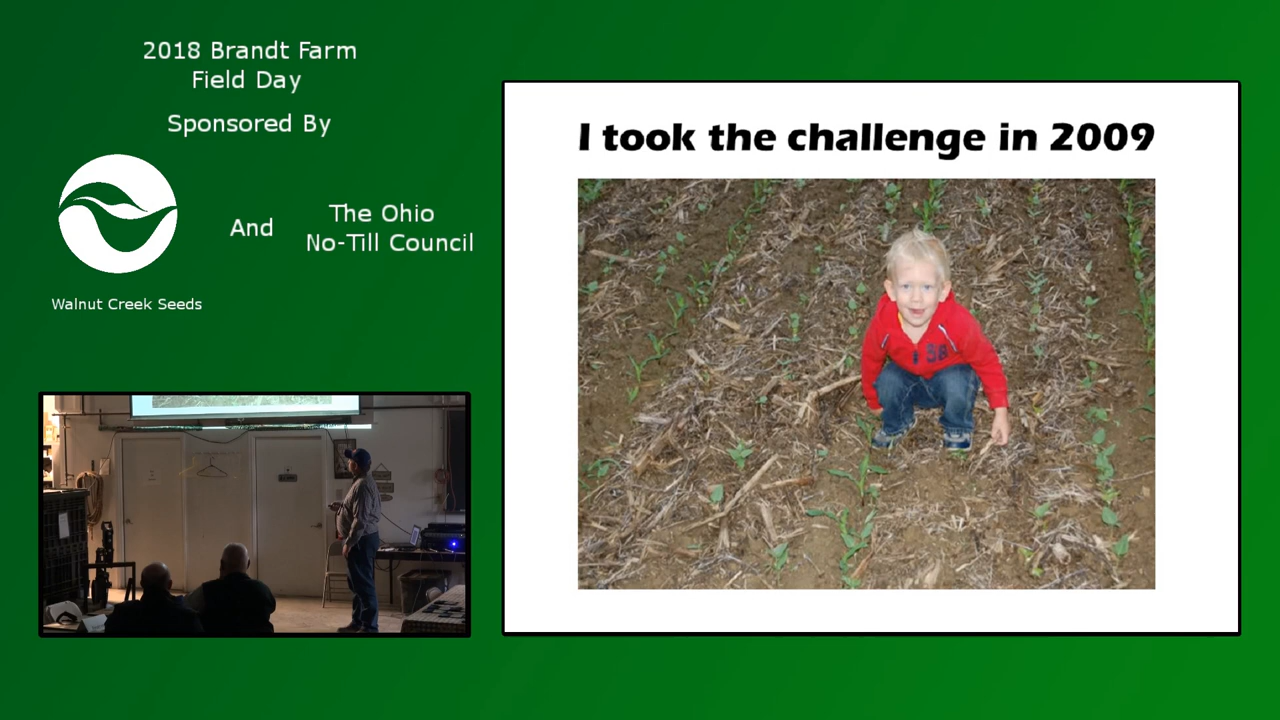 2018 Brandt Farm
Field Day
Sponsored By
And
The Ohio
No-Till Council
Walnut Creek Seeds
I took the challenge in 2009
58